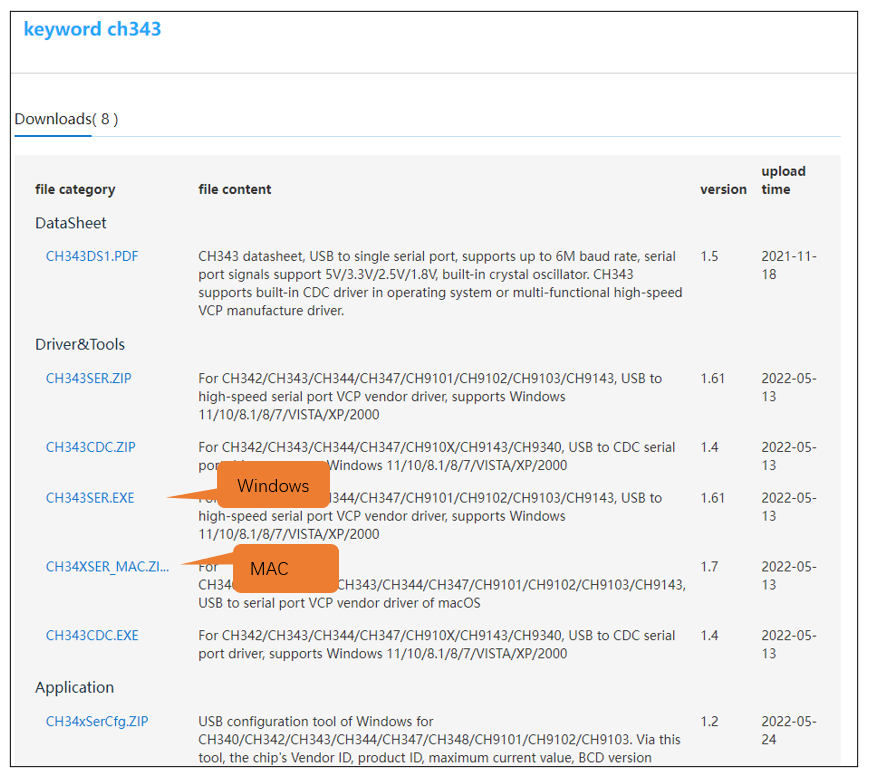 keyword ch343
Downloads( 8 )
file category file content version upload time
DataSheet
CH343DS1.PDF CH343 datasheet, USB to single serial port, supports up to 6M baud rate, serial 1.5 2021-11-
port signals support 5V/3.3V/2.5V/1.8V, built-in crystal oscillator. CH343 18
supports built-in CDC driver in operating system or multi-functional high-speed
VCP manufacture driver.
Driver&Tools
CH343SER.ZIP For CH342/CH343/CH344/CH347/CH9101/CH9102/CH9103/CH9143, USB to 1.61 2022-05-
high-speed serial port VCP vendor driver, supports Windows 13
11/10/8.1/8/7/VISTA/XP/2000
CH343CDC.ZIP For CH342/CH343/CH344/CH347/CH910X/CH9143/CH9340, USB to CDC serial 1.4 2022-05-
Windows 11/10/8.1/8/7/VISTA/XP/2000 13
Windows
CH343SER.EXE 344/CH347/CH9101/CH9102/CH9103/CH9143, USB to 1.61 2022-05-
high-speed serial port VCP vendor driver, supports Windows 13
11/10/8.1/8/7/VISTA/XP/2000
CH34XSER_MAC.ZI... For 1.7 2022-05-
MAC
CH343/CH344/CH347/CH9101/CH9102/CH9103/CH9143, 13
USB to serial port VCP vendor driver of macOS
CH343CDC.EXE For CH342/CH343/CH344/CH347/CH910X/CH9143/CH9340, USB to CDC serial 1.4 2022-05-
port driver, supports Windows 11/10/8.1/8/7/VISTA/XP/2000 13
Application
CH34xSerCfg.ZIP USB configuration tool of Windows for 1.2 2022-05-
CH340/CH342/CH343/CH344/CH347/CH348/CH9101/CH9102/CH9103. Via this 24
tool, the chip's Vendor ID, product ID, maximum current value, BCD version